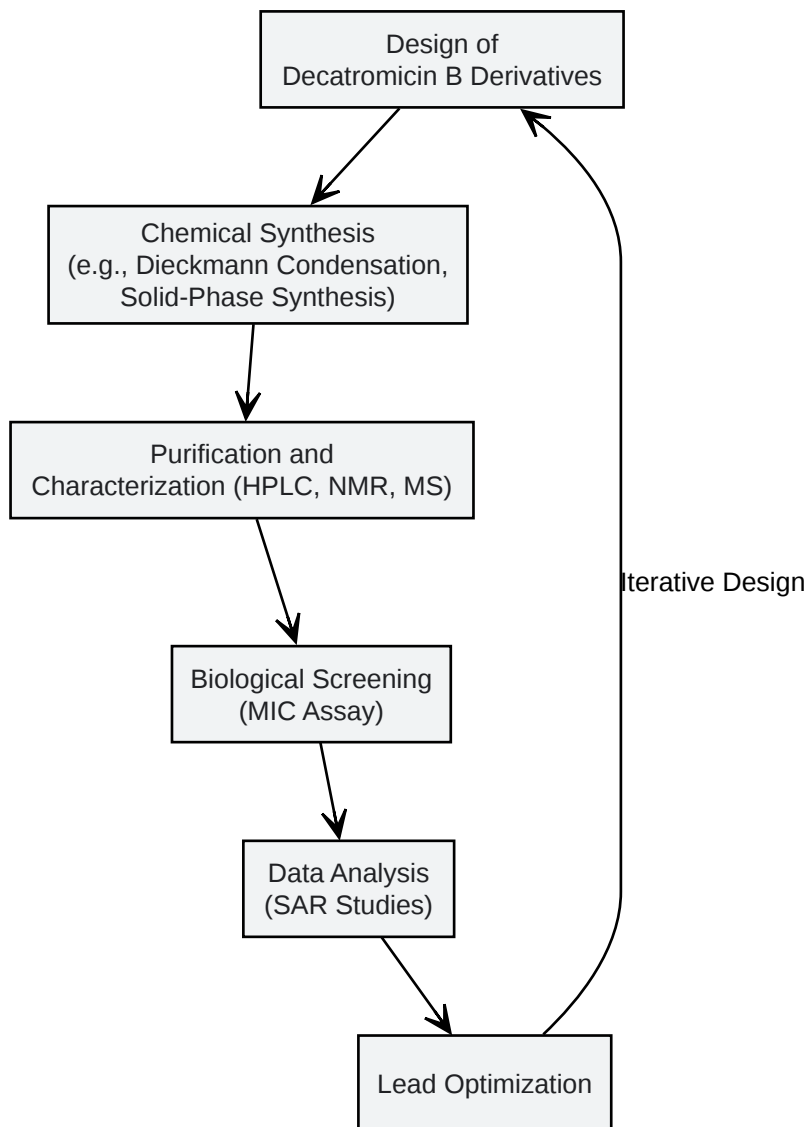 Design of
Decatromicin B Derivatives
Chemical Synthesis
(e.g., Dieckmann Condensation,
Solid-Phase Synthesis)
Purification and
Characterization (HPLC, NMR, MS)
Iterative Design
Biological Screening
(MIC Assay)
Data Analysis
(SAR Studies)
Lead Optimization